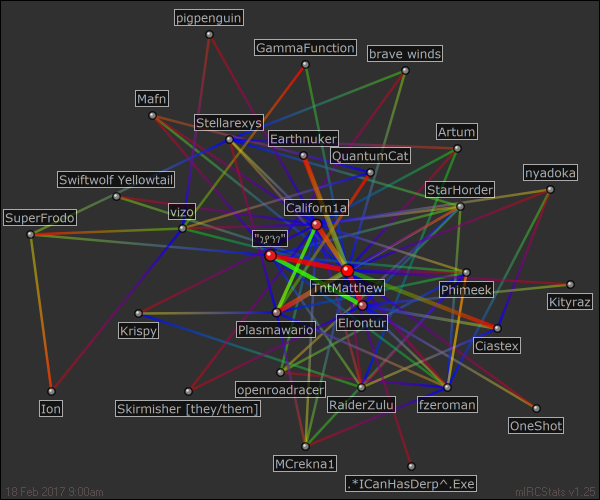 pigpenguin
GammaFunction
brave winds
Mafn
Stellarexys
Earthnuker
Artum
QuantumCat
Swiftwolf Yellowtail
nyadoka
StarHorder
SuperFrodo
vizo
Californ1a
TntMatthew
Phimeek
Kityraz
Krispy
Plasmawario
Elrontur
Ciastex
openroadracer
RaiderZulu
fzeroman
Ion
Skirmisher [they/them]
OneShot
MCrekna1
.*ICanHasDerp^.Exe
18 Feb 2017 9:00am
mIRCStats v1.25